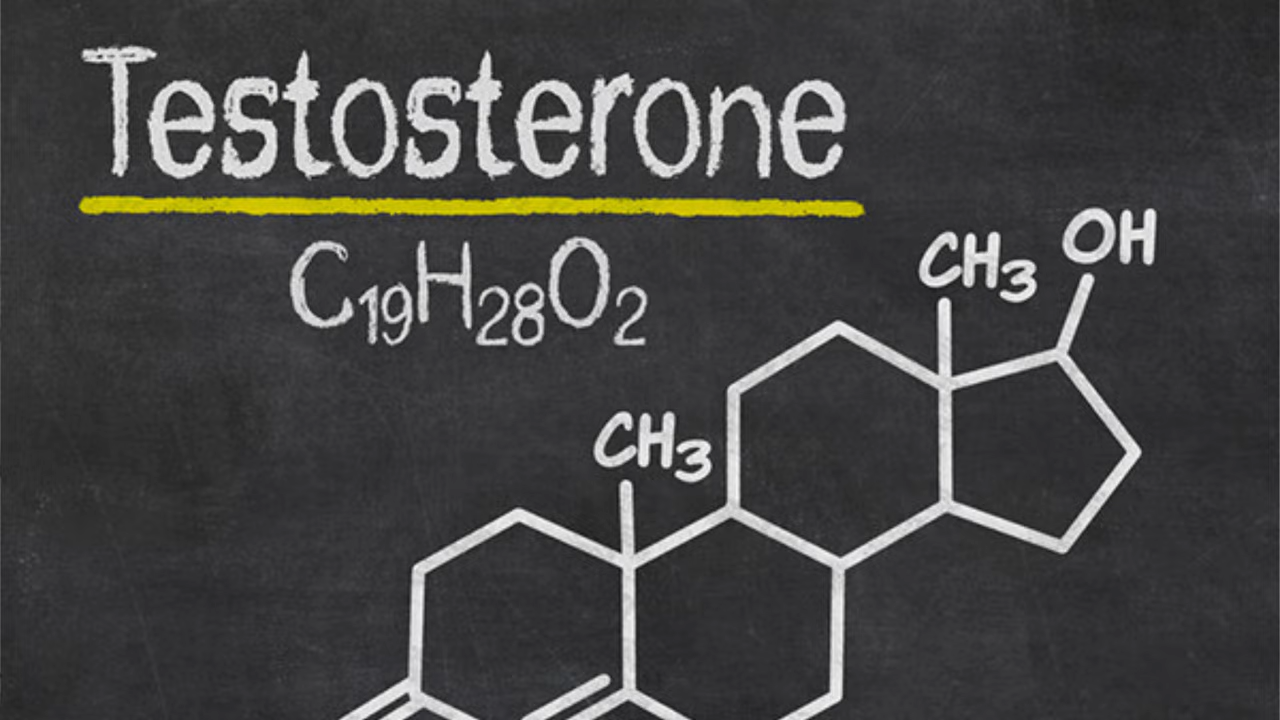 Testosterone
C₁₉H₂₈O₂
OH
CH₃
CH₃